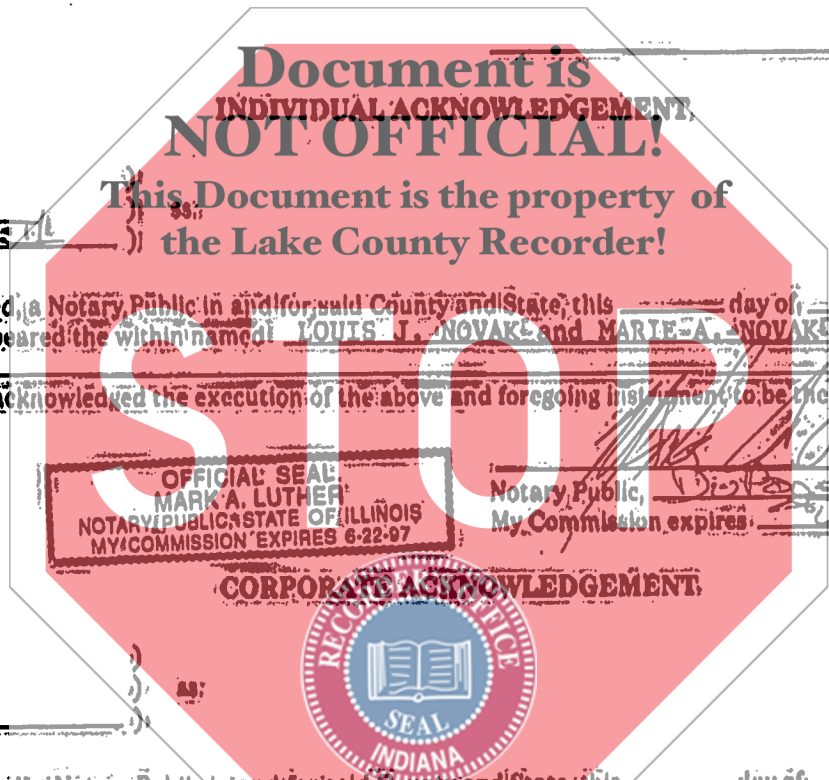 Document is
INDIVIDUAL ACKNOWLEDGEMENT
NOT OFFICIAL!
This Document is the property of
ss:
the Lake County Recorder!
a Notary Public in and for said County and State, this day of
the within named LOUIS J. NOVAK and MARIE A. NOVAK
the execution of the above and foregoing to be
STOP
OFFICIAL SEAL
MARK A. LUTHER
NOTARY PUBLIC STATE OF ILLINOIS
MY COMMISSION EXPIRES 6-22-97
Notary Public,
My Commission expires
CORPORATE ACKNOWLEDGEMENT
RECORDER'S OFFICE
SEAL
INDIANA
ss: